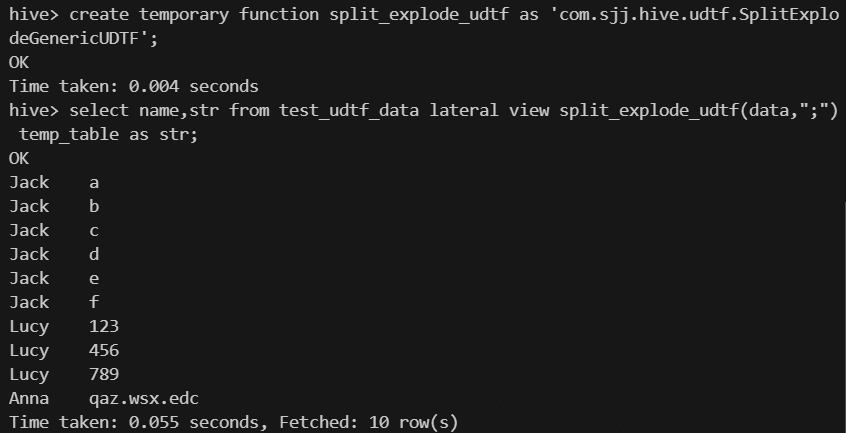 hive> create temporary function split_explode_udtf as 'com.sjj.hive.udtf.SplitExplo
deGenericUDTF';
OK
Time taken: 0.004 seconds
hive> select name,str from test_udtf_data lateral view split_explode_udtf(data,";")
 temp_table as str;
OK
Jack    a
Jack    b
Jack    c
Jack    d
Jack    e
Jack    f
Lucy    123
Lucy    456
Lucy    789
Anna    qaz.wsx.edc
Time taken: 0.055 seconds, Fetched: 10 row(s)